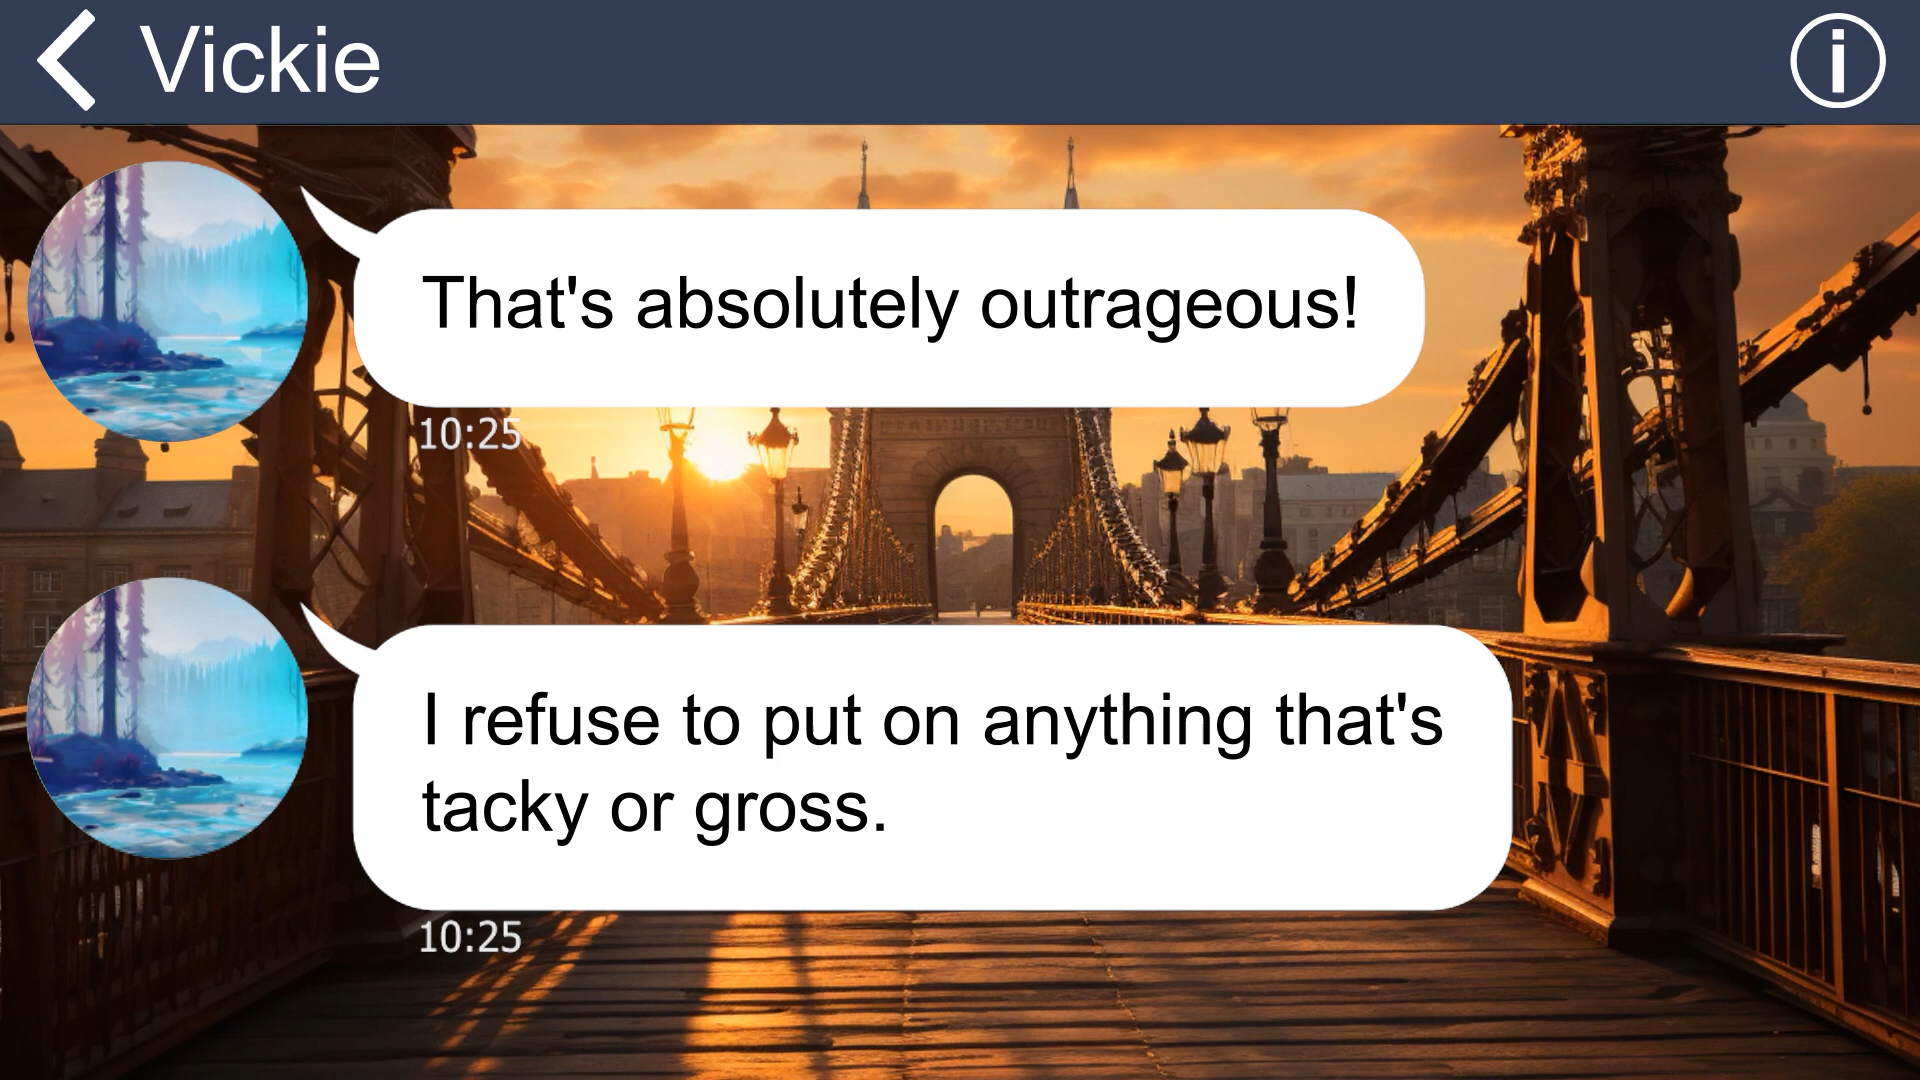 Vickie
That's absolutely outrageous!
10:25
I refuse to put on anything that's
tacky or gross.
10:25